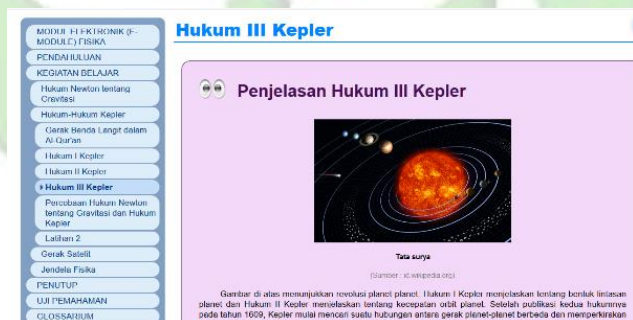 MODUL ELEKTRONIK (E-
MODULE) FISIKA
PENDAHULUAN
KEGIATAN BELAJAR
Hukum Newton tentang
Gravitasi
Hukum-Hukum Kepler
Gerak Benda Langit dalam
Al-Qur'an
Hukum I Kepler
Hukum II Kepler
Hukum III Kepler
Percobaan Hukum Newton
tentang Gravitasi dan Hukum
Kepler
Latihan 2
Gerak Satelit
Jendela Fisika
PENUTUP
UJI PEMAHAMAN
GLOSSARIUM
Hukum III Kepler
Penjelasan Hukum III Kepler
Tata surya
(Sumber : id.wikipedia.org)
Gambar di atas menunjukkan revolusi planet planet. Hukum I Kepler menjelaskan tentang bentuk lintasan
planet dan Hukum II Kepler menjelaskan tentang kecepatan orbit planet. Setelah publikasi kedua hukumnya
pada tahun 1609, Kepler mulai mencari suatu hubungan antara gerak planet-planet berbeda dan memperkirakan